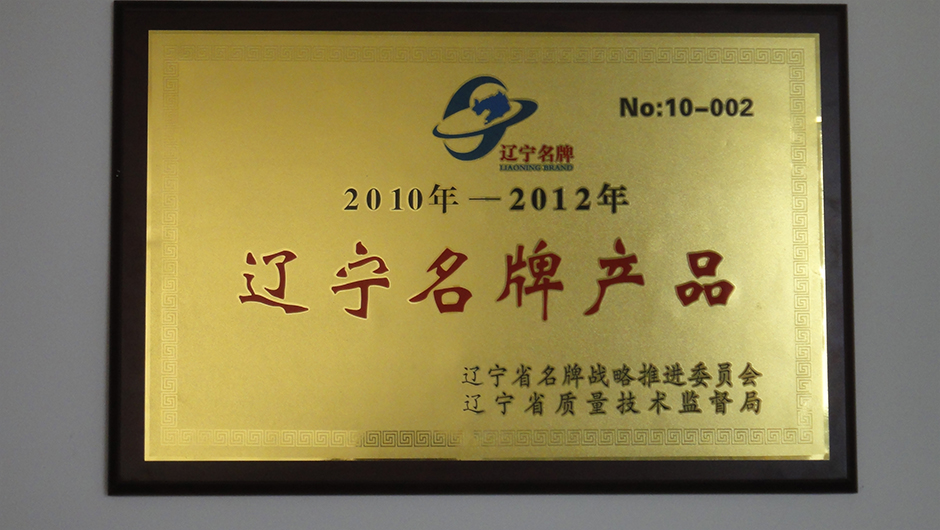 No:10-002
辽宁名牌
LIAONING BRAND
2010年—2012年
辽宁名牌产品
辽宁省名牌战略推进委员会
辽宁省质量技术监督局